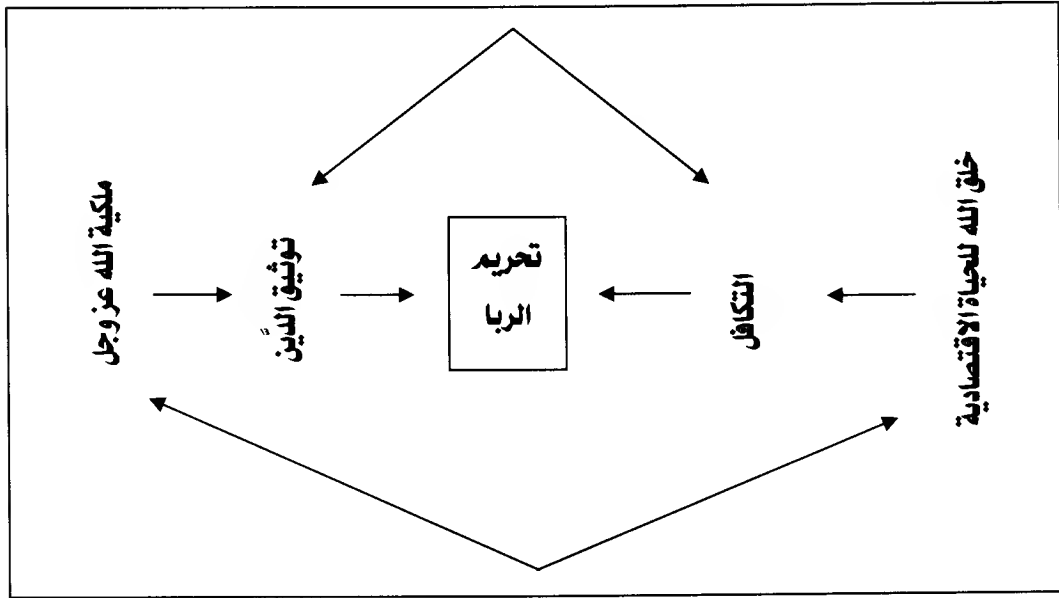 خلق الله للحياة الاقتصادية
التكافل
تحريم
الربا
توثيق الدَّين
ملكية الله عز وجل